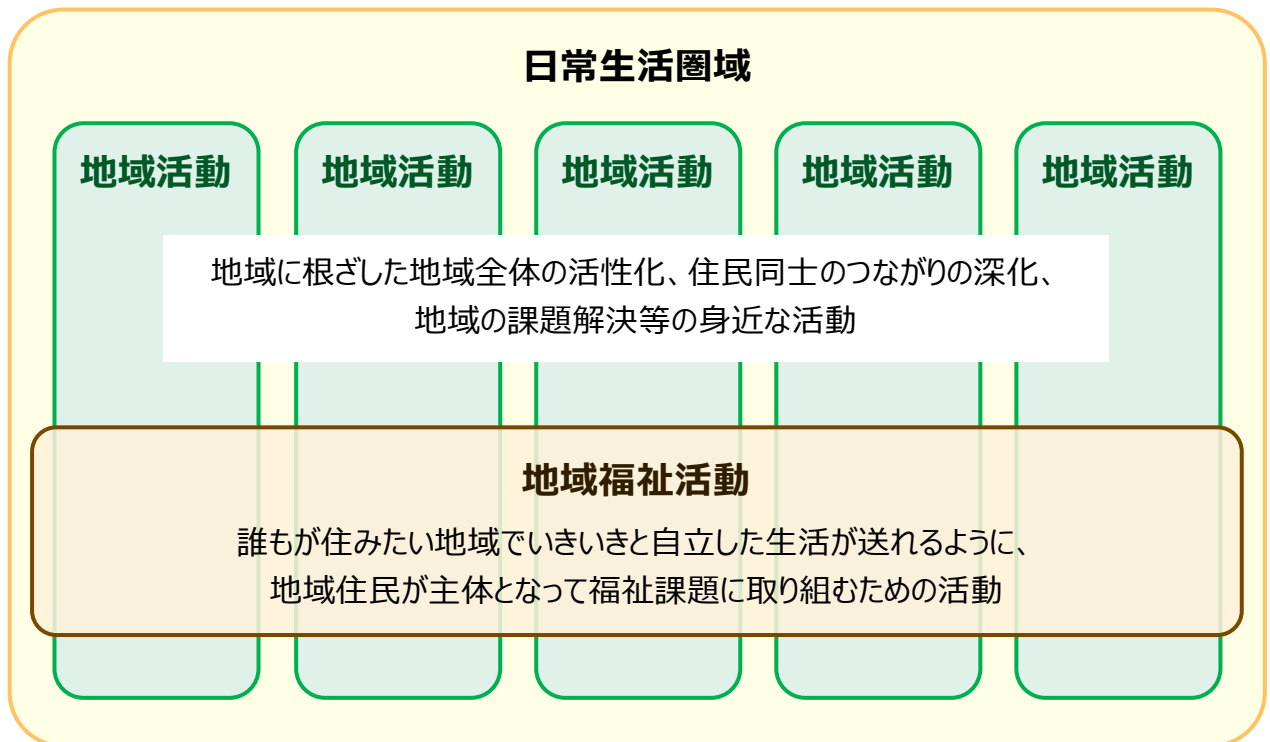 日常生活圏域
地域活動
地域活動
地域活動
地域活動
地域活動
地域に根ざした地域全体の活性化、住民同士のつながりの深化、
地域の課題解決等の身近な活動
地域福祉活動
誰もが住みたい地域でいきいきと自立した生活が送れるように、
地域住民が主体となって福祉課題に取り組むための活動